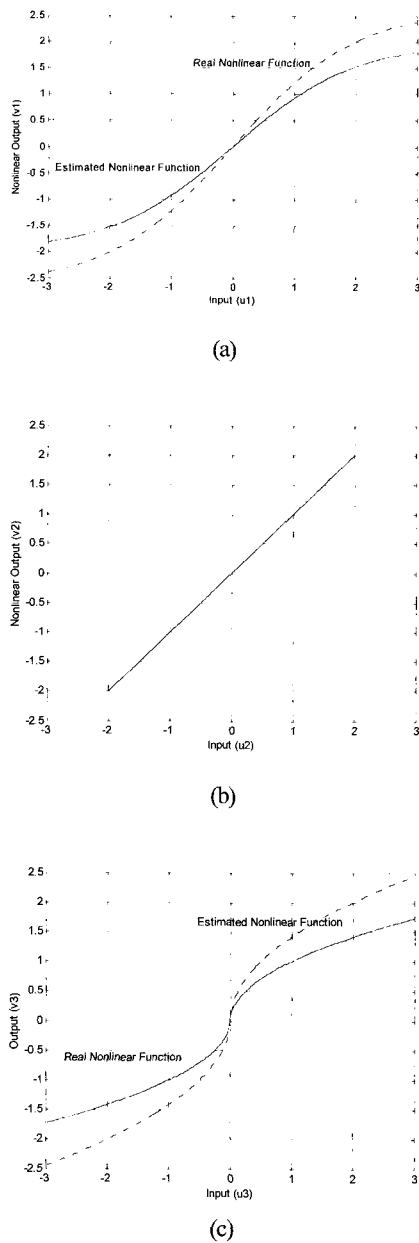 2.5
2
Real Nonlinear Function
1.5
1
0.5
Nonlinear Output (v1)
0
Estimated Nonlinear Function
-0.5
-1
-1.5
-2
-2.5
-3 -2 -1 0 1 2 3
Input (u1)
(a)
2.5
2
1.5
1
0.5
Nonlinear Output (v2)
0
-0.5
-1
-1.5
-2
-2.5
-3 -2 -1 0 1 2 3
Input (u2)
(b)
2.5
2
Estimated Nonlinear Function
1.5
1
0.5
Output (v3)
0
-0.5
Real Nonlinear Function
-1
-1.5
-2
-2.5
-3 -2 -1 0 1 2 3
Input (u3)
(c)